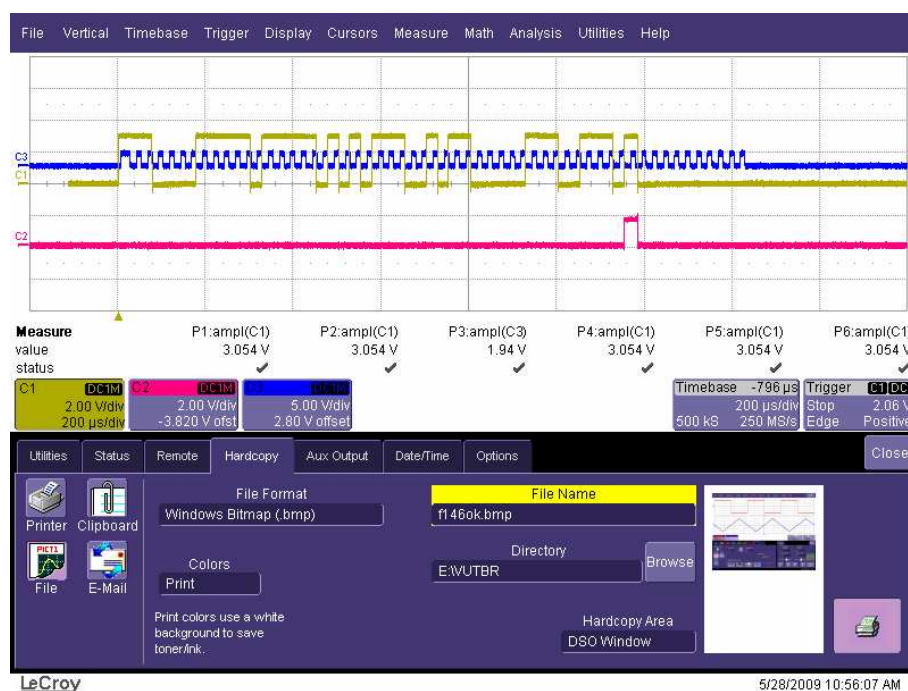 File Vertical Timebase Trigger Display Cursors Measure Math Analysis Utilities Help
C3
C1
C2
Measure P1:ampl(C1) P2:ampl(C1) P3:ampl(C3) P4:ampl(C1) P5:ampl(C1) P6:ampl(C1
value 3.054 V 3.054 V 1.94 V 3.054 V 3.054 V 3.054
status
C1 DC1M C2 DC1M Timebase -796 µs Trigger C1 DC
2.00 V/div 2.00 V/div 5.00 V/div 200 µs/div Stop 2.06 V
200 µs/div -3.820 V ofst 2.80 V offset 500 kS 250 MS/s Edge Positive
Utilities Status Remote Hardcopy Aux Output Date/Time Options Close
Printer Clipboard
File E-Mail
File Format
Windows Bitmap (.bmp)
Colors
Print
Print colors use a white
background to save
toner/ink.
File Name
f146ok.bmp
Directory
E:\VUTBR Browse
Hardcopy Area
DSO Window
LeCroy 5/28/2009 10:56:07 AM